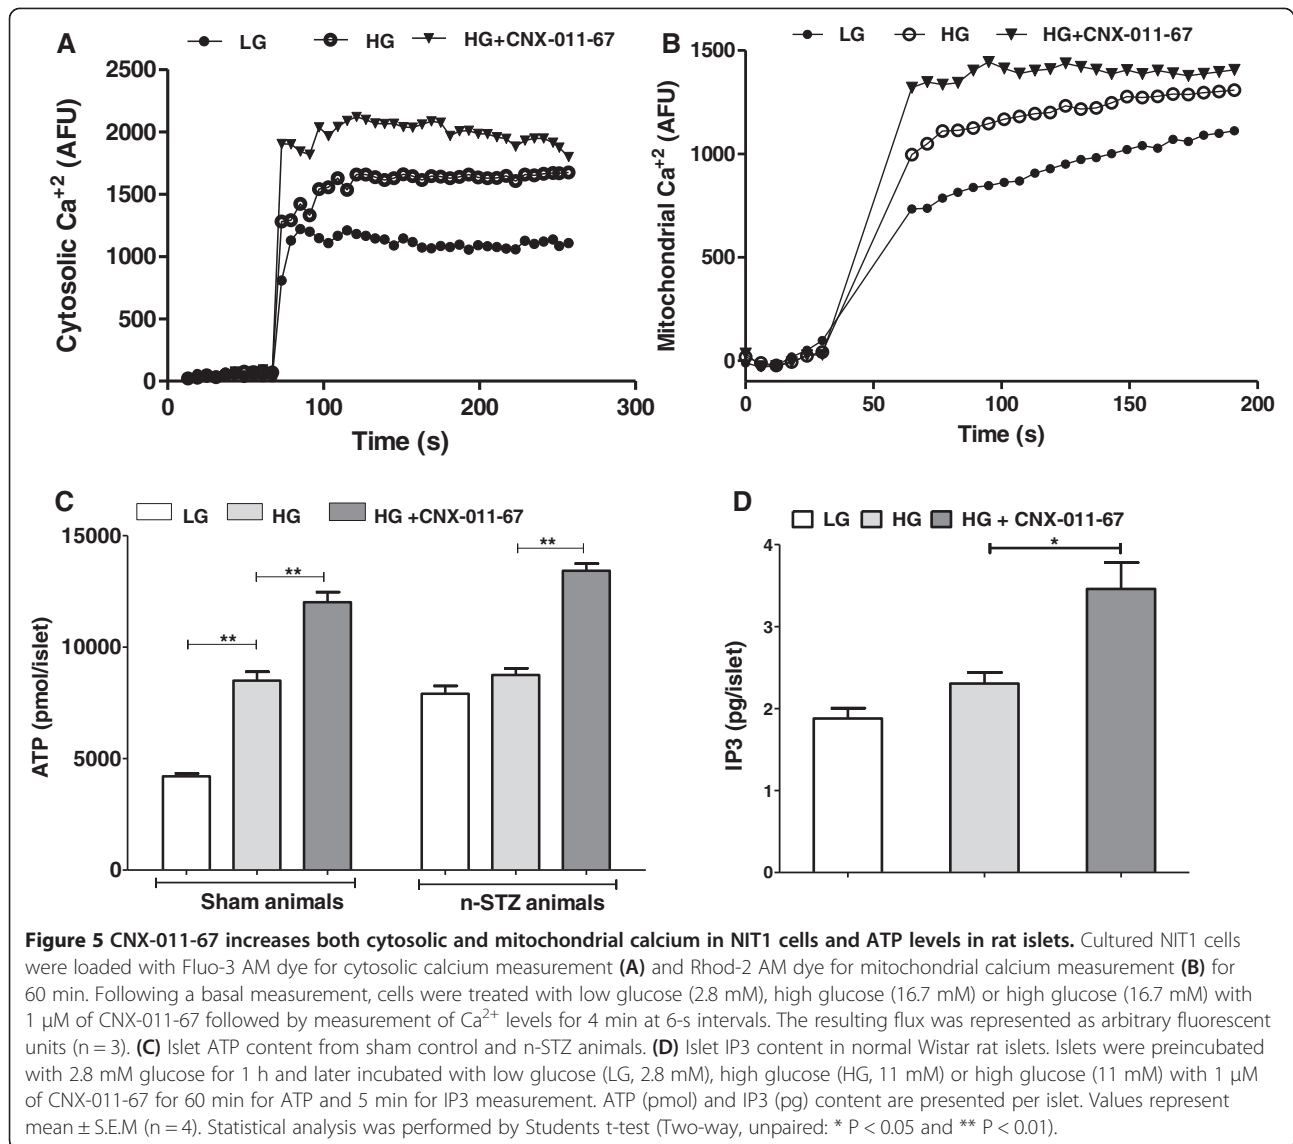 A
LG HG HG+CNX-011-67
2500
2000
1500
1000
500
0
Cytosolic Ca+2 (AFU)
0 100 200 300
Time (s)
B
LG HG HG+CNX-011-67
1500
1000
500
0
Mitochondrial Ca+2 (AFU)
0 50 100 150 200
Time (s)
C
LG HG HG +CNX-011-67
15000
10000
5000
0
ATP (pmol/islet)
** ** **
Sham animals n-STZ animals
D
LG HG HG + CNX-011-67
4
3
2
1
0
IP3 (pg/islet)
*
Figure 5 CNX-011-67 increases both cytosolic and mitochondrial calcium in NIT1 cells and ATP levels in rat islets. Cultured NIT1 cells
were loaded with Fluo-3 AM dye for cytosolic calcium measurement (A) and Rhod-2 AM dye for mitochondrial calcium measurement (B) for
60 min. Following a basal measurement, cells were treated with low glucose (2.8 mM), high glucose (16.7 mM) or high glucose (16.7 mM) with
1 μM of CNX-011-67 followed by measurement of Ca2+ levels for 4 min at 6-s intervals. The resulting flux was represented as arbitrary fluorescent
units (n = 3). (C) Islet ATP content from sham control and n-STZ animals. (D) Islet IP3 content in normal Wistar rat islets. Islets were preincubated
with 2.8 mM glucose for 1 h and later incubated with low glucose (LG, 2.8 mM), high glucose (HG, 11 mM) or high glucose (11 mM) with 1 μM
of CNX-011-67 for 60 min for ATP and 5 min for IP3 measurement. ATP (pmol) and IP3 (pg) content are presented per islet. Values represent
mean ± S.E.M (n = 4). Statistical analysis was performed by Students t-test (Two-way, unpaired: * P < 0.05 and ** P < 0.01).